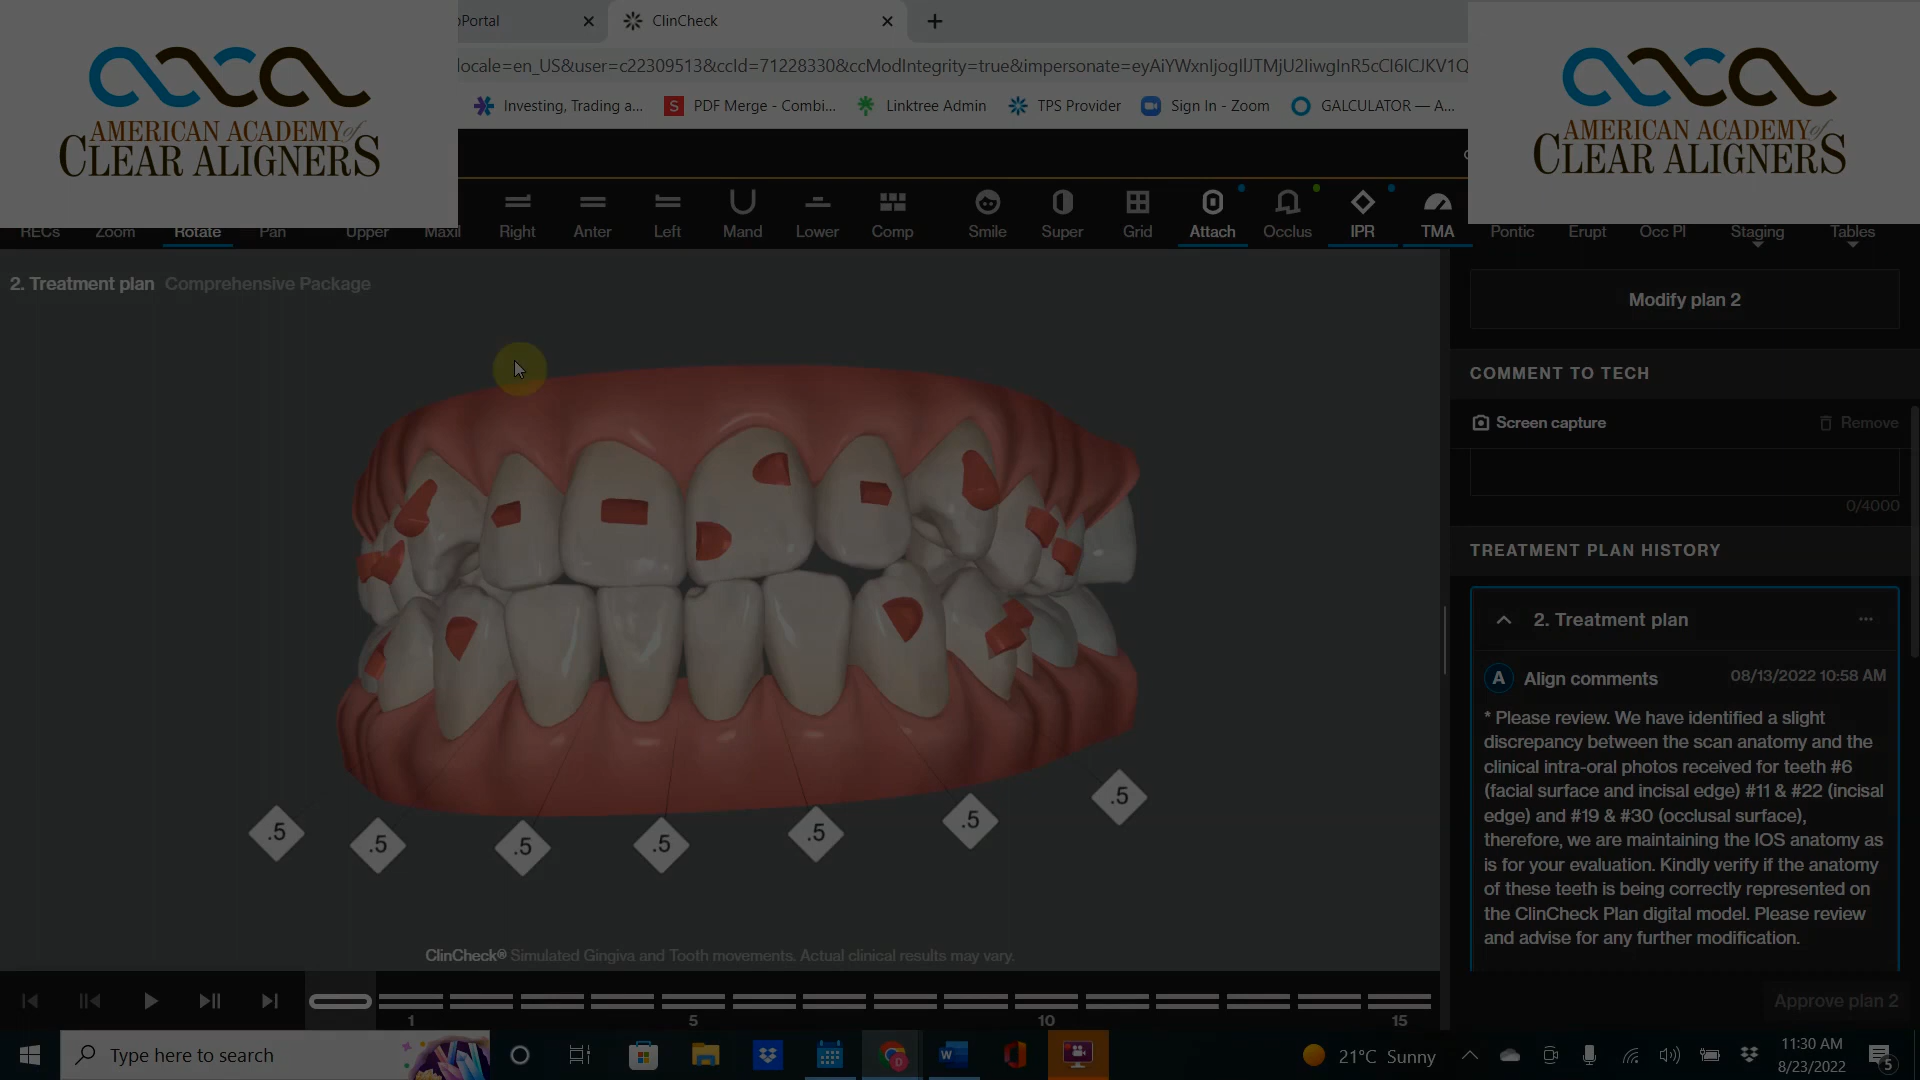 pPortal
ClinCheck
locale=en_US&user=c22309513&ccId=71228330&ccModIntegrity=true&impersonate=
Investing, Trading a...
PDF Merge - Combi...
Linktree Admin
TPS Provider
Sign In - Zoom
GALCULATOR — A...
AMERICAN ACADEMY of
CLEAR ALIGNERS
AMERICAN ACADEMY of
CLEAR ALIGNERS
RECs Zoom Rotate Pan Upper Maxil Right Anter Left Mand Lower Comp Smile Super Grid Attach Occlus IPR TMA Pontic Erupt Occ Pl Staging Tables
2. Treatment plan Comprehensive Package
Modify plan 2
COMMENT TO TECH
Screen capture Remove
0/4000
TREATMENT PLAN HISTORY
2. Treatment plan ...
A Align comments 08/13/2022 10:58 AM
* Please review. We have identified a slight
discrepancy between the scan anatomy and the
clinical intra-oral photos received for teeth #6
(facial surface and incisal edge) #11 & #22 (incisal
edge) and #19 & #30 (occlusal surface),
therefore, we are maintaining the IOS anatomy as
is for your evaluation. Kindly verify if the anatomy
of these teeth is being correctly represented on
the ClinCheck Plan digital model. Please review
and advise for any further modification.
.5 .5 .5 .5 .5 .5 .5
ClinCheck® Simulated Gingiva and Tooth movements. Actual clinical results may vary.
1 5 10 15
Approve plan 2
Type here to search
21°C Sunny
11:30 AM
8/23/2022
5